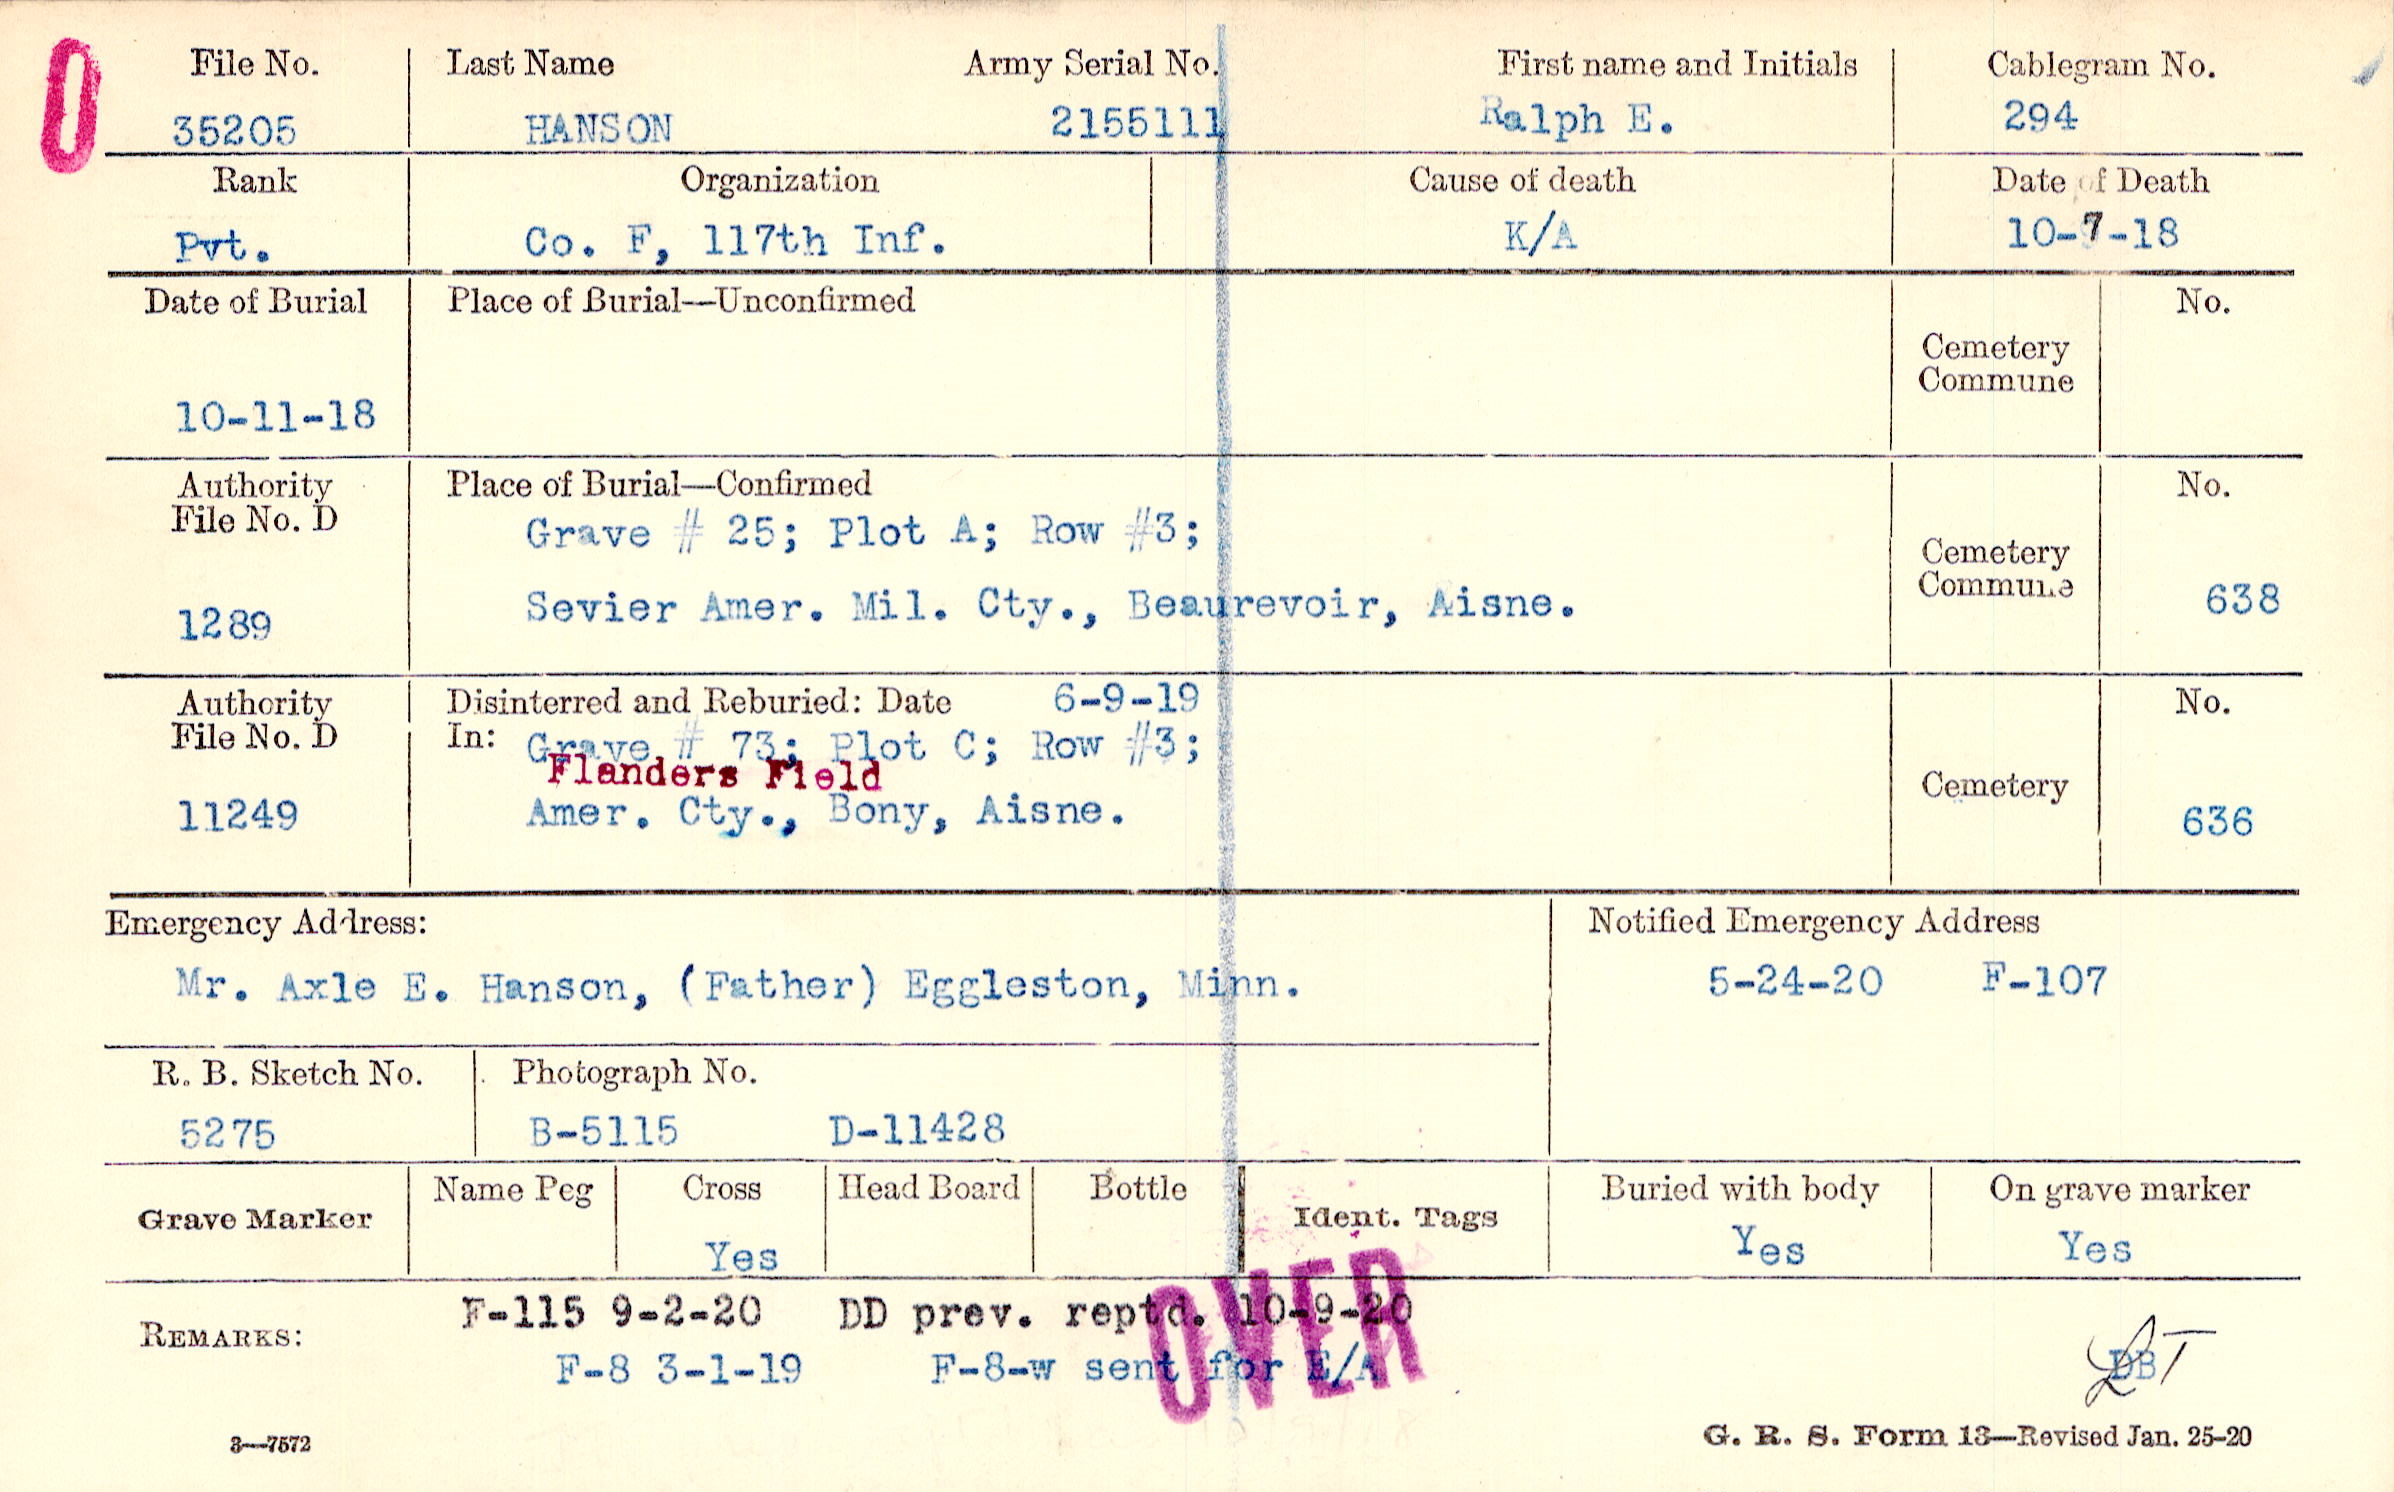 O
File No. Last Name Army Serial No. First name and Initials Cablegram No.
35205 HANSON 2155111 Ralph E. 294
Rank Organization Cause of death Date of Death
Pvt. Co. F, 117th Inf. K/A 10-7-18
Date of Burial Place of Burial—Unconfirmed No.
Cemetery
Commune
10-11-18
Authority Place of Burial—Confirmed No.
File No. D
Grave # 25; Plot A; Row #3;
Cemetery
Commune
1289 Sevier Amer. Mil. Cty., Beaurevoir, Aisne. 638
Authority Disinterred and Reburied: Date 6-9-19 No.
File No. D In: Grave # 73; Plot C; Row #3;
Flanders Field
Cemetery
11249 Amer. Cty., Bony, Aisne. 636
Emergency Address: Notified Emergency Address
Mr. Axle E. Hanson, (Father) Eggleston, Minn. 5-24-20 F-107
R. B. Sketch No. Photograph No.
5275 B-5115 D-11428
Grave Marker Name Peg Cross Head Board Bottle Ident. Tags Buried with body On grave marker
Yes Yes Yes
REMARKS: F-115 9-2-20 DD prev. reptd. 10-9-20
F-8 3-1-19 F-8-w sent for E/A DB
OVER
3—7572 G. R. S. Form 13—Revised Jan. 25-20